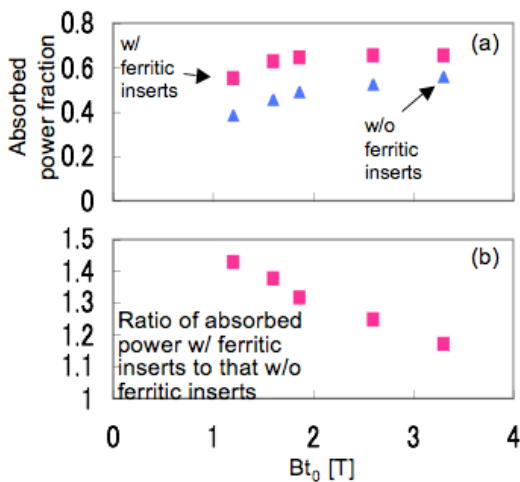 0.8
0.6
0.4
0.2
0
Absorbed
power fraction
w/
ferritic
inserts
(a)
w/o
ferritic
inserts
1.5
1.4
1.3
1.2
1.1
1
(b)
Ratio of absorbed
power w/ ferritic
inserts to that w/o
ferritic inserts
0 1 2 3 4
Bt₀ [T]